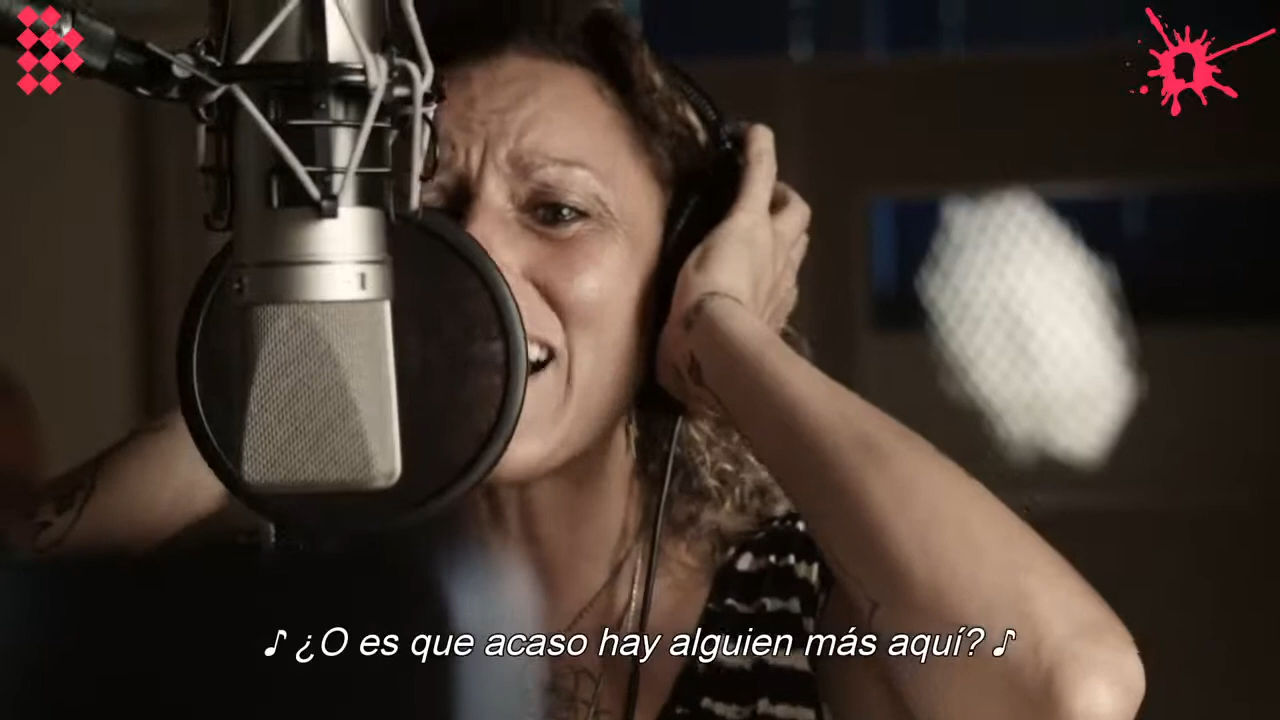 ♪ ¿O es que acaso hay alguien más aquí? ♪